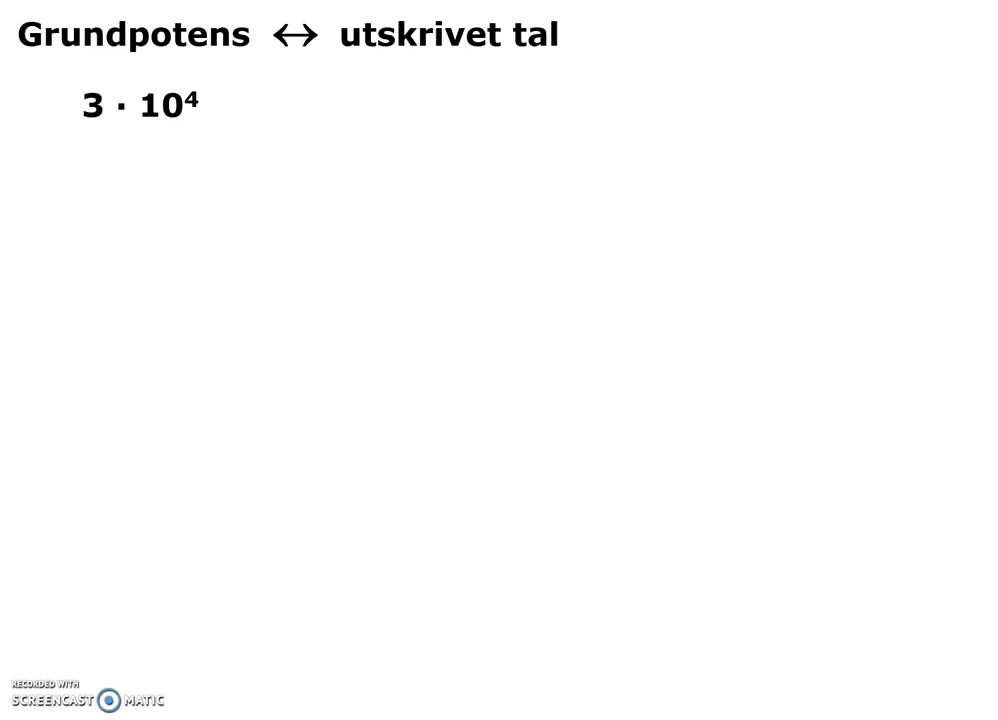 Grundpotens ↔ utskrivet tal
3 · 10⁴
RECORDED WITH
SCREENCAST MATIC